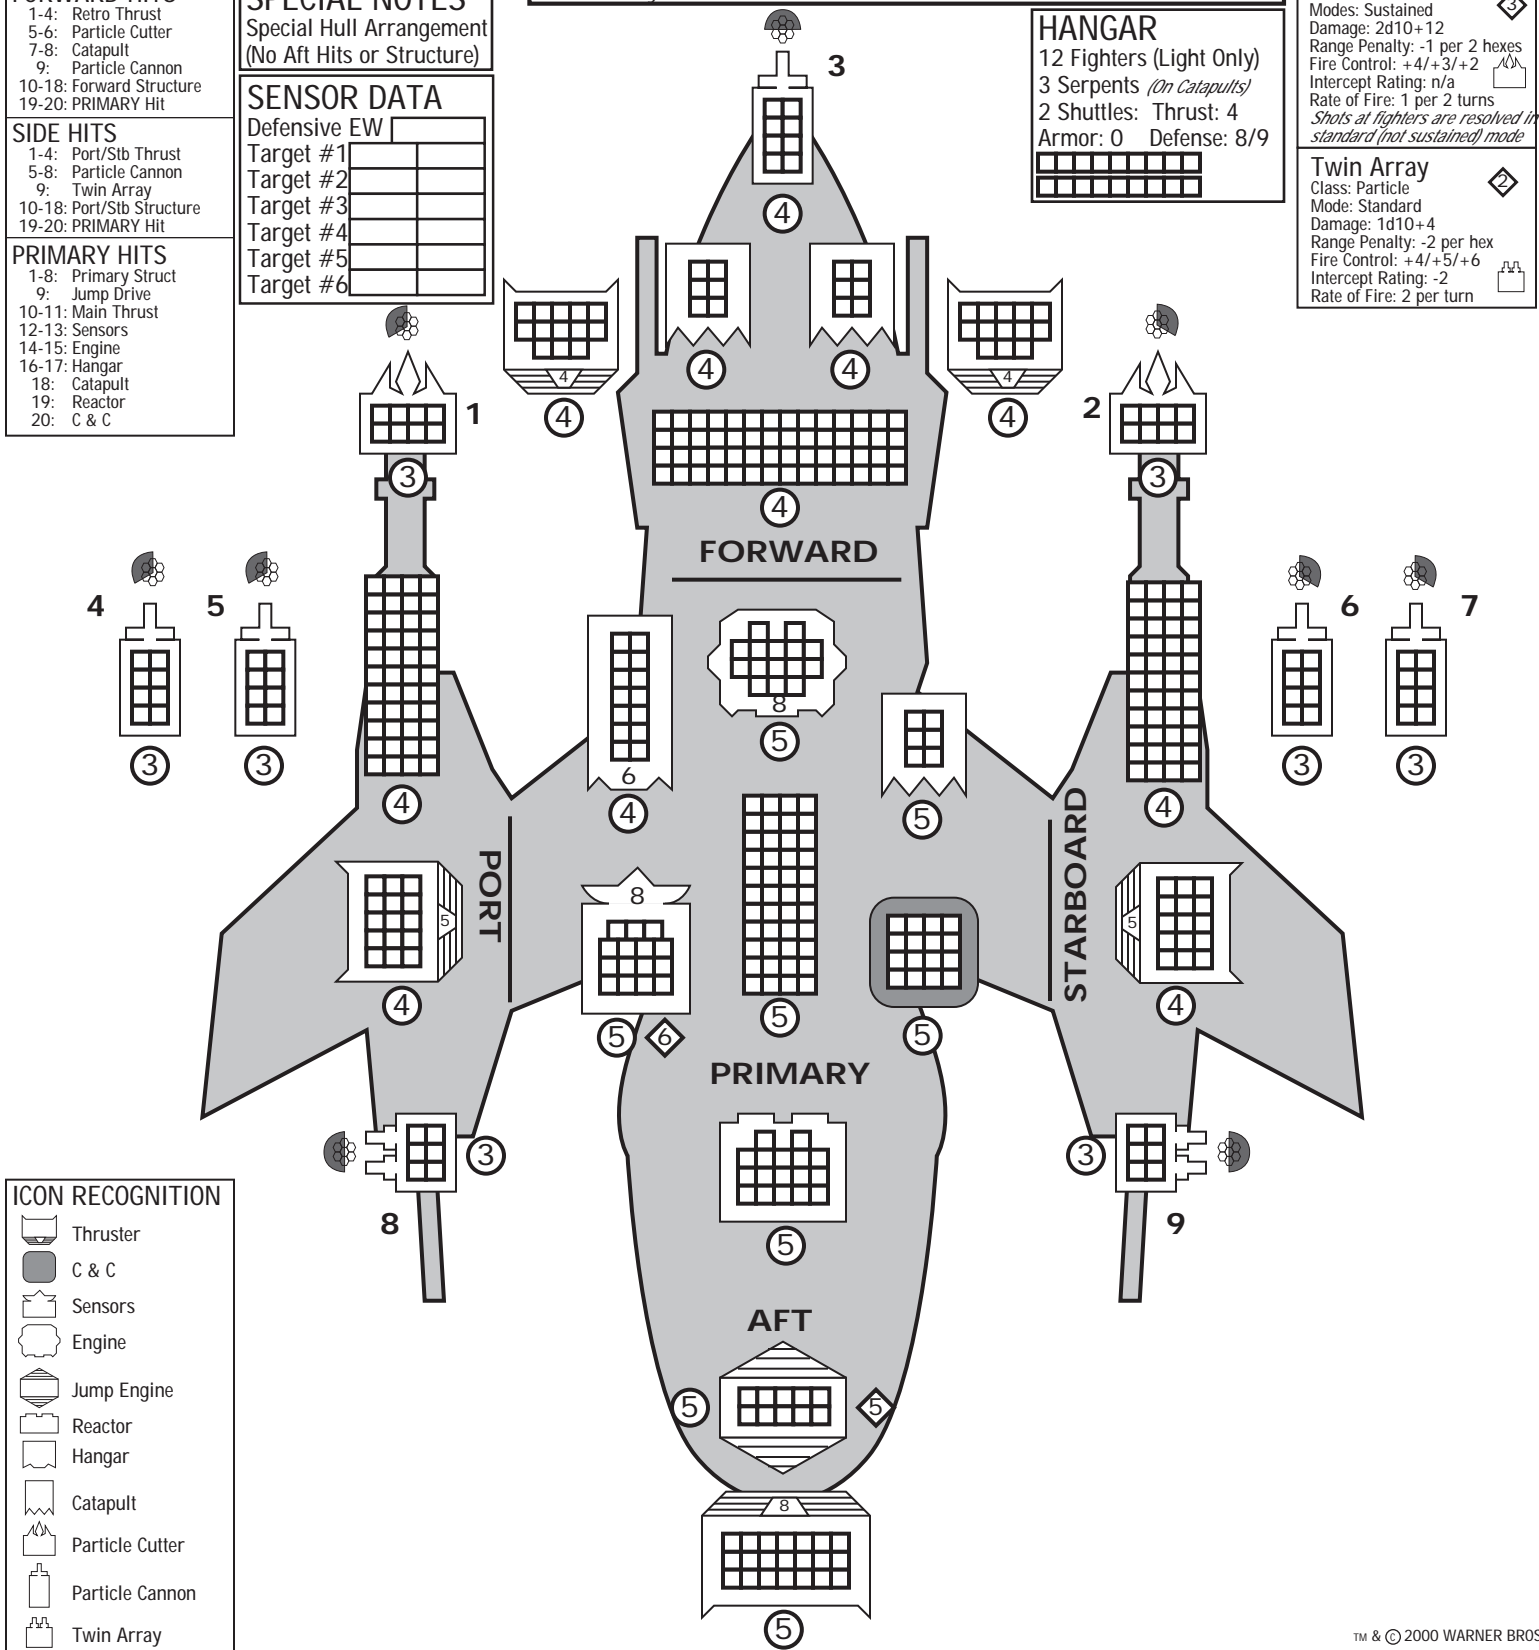 FORWARD HITS
1-4: Retro Thrust
5-6: Particle Cutter
7-8: Catapult
9: Particle Cannon
10-18: Forward Structure
19-20: PRIMARY Hit
SIDE HITS
1-4: Port/Stb Thrust
5-8: Particle Cannon
9: Twin Array
10-18: Port/Stb Structure
19-20: PRIMARY Hit
PRIMARY HITS
1-8: Primary Struct
9: Jump Drive
10-11: Main Thrust
12-13: Sensors
14-15: Engine
16-17: Hangar
18: Catapult
19: Reactor
20: C & C
SPECIAL NOTES
Special Hull Arrangement
(No Aft Hits or Structure)
SENSOR DATA
Defensive EW
Target #1
Target #2
Target #3
Target #4
Target #5
Target #6
HANGAR
12 Fighters (Light Only)
3 Serpents (On Catapults)
2 Shuttles: Thrust: 4
Armor: 0 Defense: 8/9
3
Modes: Sustained
Damage: 2d10+12
Range Penalty: -1 per 2 hexes
Fire Control: +4/+3/+2
Intercept Rating: n/a
Rate of Fire: 1 per 2 turns
Shots at fighters are resolved in
standard (not sustained) mode
Twin Array
2
Class: Particle
Mode: Standard
Damage: 1d10+4
Range Penalty: -2 per hex
Fire Control: +4/+5/+6
Intercept Rating: -2
Rate of Fire: 2 per turn
3
4
4 4
4 4
4 4
1 2
3 3
4
FORWARD
4 5 6 7
8
5
3 3 3 3
6
4 4 5 4
PORT
STARBOARD
5 8 5
4 5 6 5 5 4
PRIMARY
3 3
8 9
5
AFT
5 5
8
5
ICON RECOGNITION
Thruster
C & C
Sensors
Engine
Jump Engine
Reactor
Hangar
Catapult
Particle Cutter
Particle Cannon
Twin Array
TM & © 2000 WARNER BROS